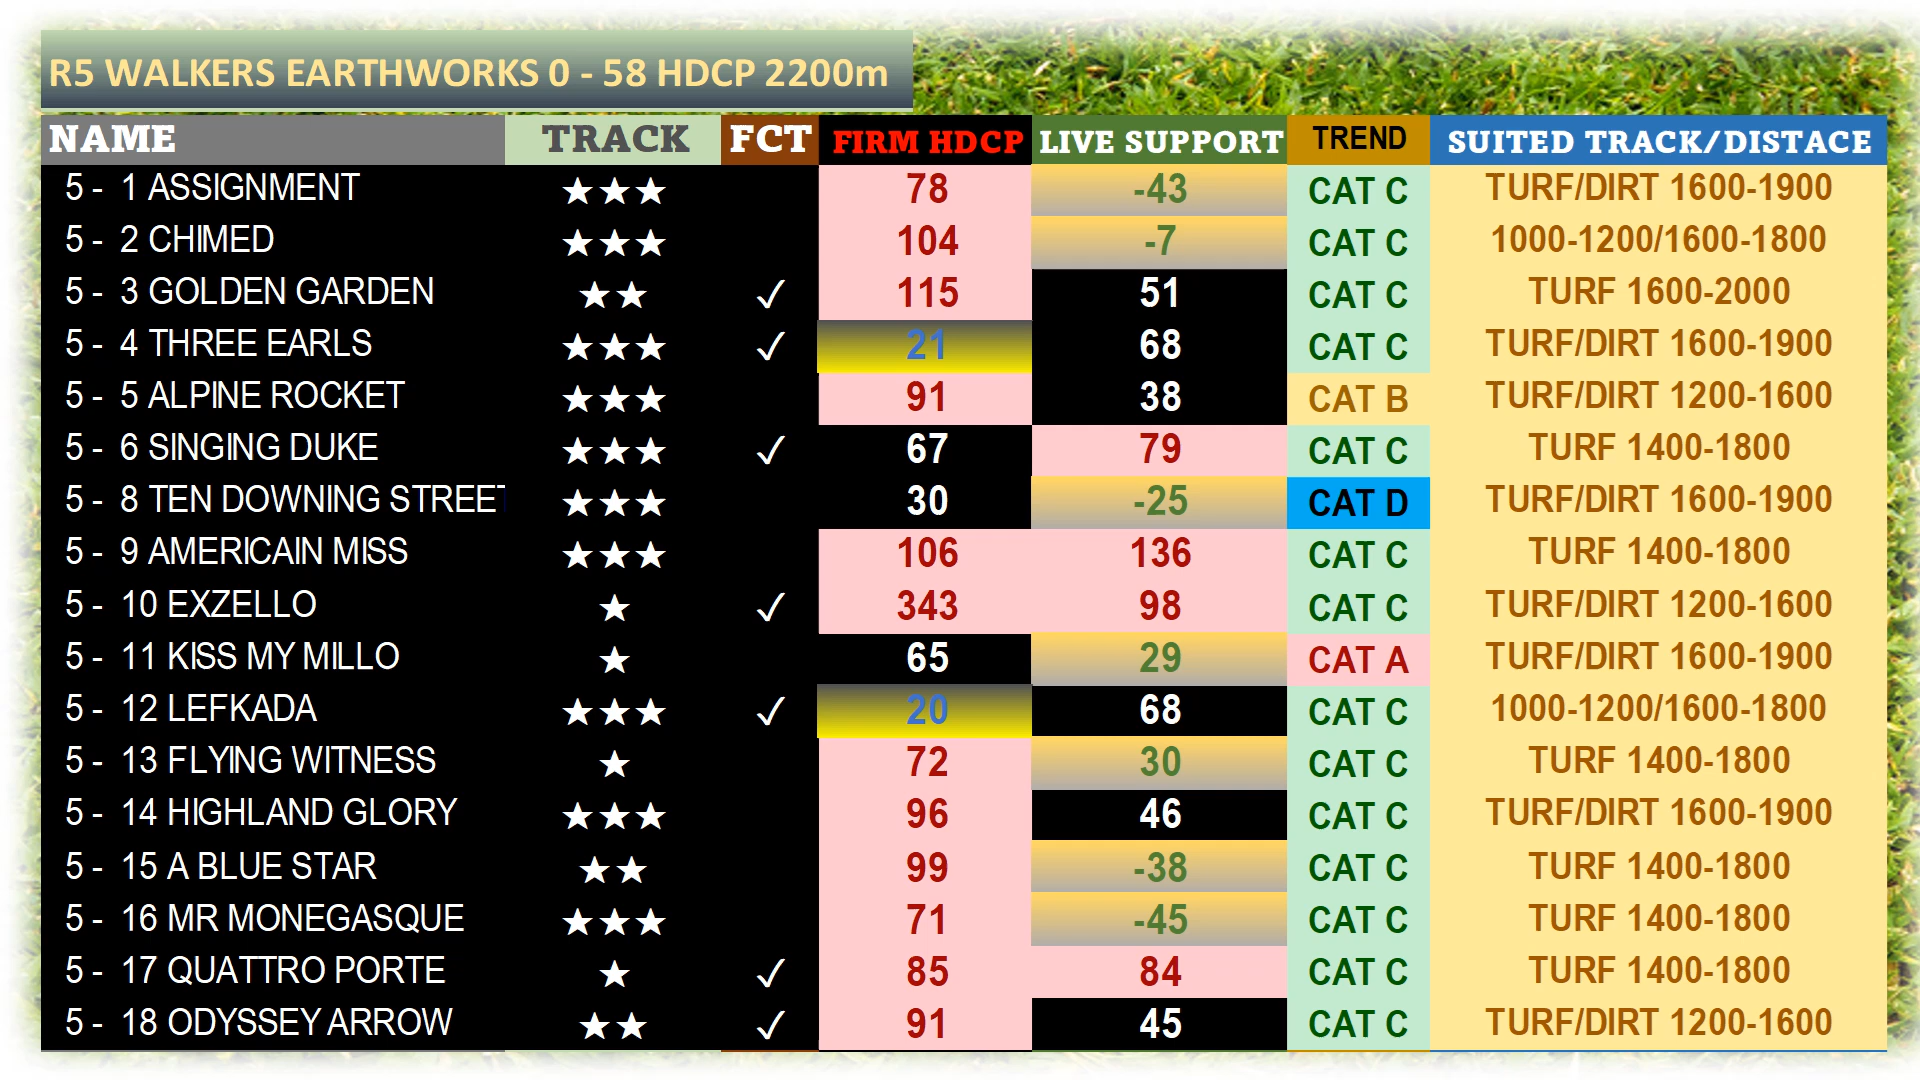 R5 WALKERS EARTHWORKS 0 - 58 HDCP 2200m
NAME TRACK FCT FIRM HDCP LIVE SUPPORT TREND SUITED TRACK/DISTACE
5 - 1 ASSIGNMENT ★★★ 78 -43 CAT C TURF/DIRT 1600-1900
5 - 2 CHIMED ★★★ 104 -7 CAT C 1000-1200/1600-1800
5 - 3 GOLDEN GARDEN ★★ ✓ 115 51 CAT C TURF 1600-2000
5 - 4 THREE EARLS ★★★ ✓ 21 68 CAT C TURF/DIRT 1600-1900
5 - 5 ALPINE ROCKET ★★★ 91 38 CAT B TURF/DIRT 1200-1600
5 - 6 SINGING DUKE ★★★ ✓ 67 79 CAT C TURF 1400-1800
5 - 8 TEN DOWNING STREET ★★★ 30 -25 CAT D TURF/DIRT 1600-1900
5 - 9 AMERICAIN MISS ★★★ 106 136 CAT C TURF 1400-1800
5 - 10 EXZELLO ★ ✓ 343 98 CAT C TURF/DIRT 1200-1600
5 - 11 KISS MY MILLO ★ 65 29 CAT A TURF/DIRT 1600-1900
5 - 12 LEFKADA ★★★ ✓ 20 68 CAT C 1000-1200/1600-1800
5 - 13 FLYING WITNESS ★ 72 30 CAT C TURF 1400-1800
5 - 14 HIGHLAND GLORY ★★★ 96 46 CAT C TURF/DIRT 1600-1900
5 - 15 A BLUE STAR ★★ 99 -38 CAT C TURF 1400-1800
5 - 16 MR MONEGASQUE ★★★ 71 -45 CAT C TURF 1400-1800
5 - 17 QUATTRO PORTE ★ ✓ 85 84 CAT C TURF 1400-1800
5 - 18 ODYSSEY ARROW ★★ ✓ 91 45 CAT C TURF/DIRT 1200-1600